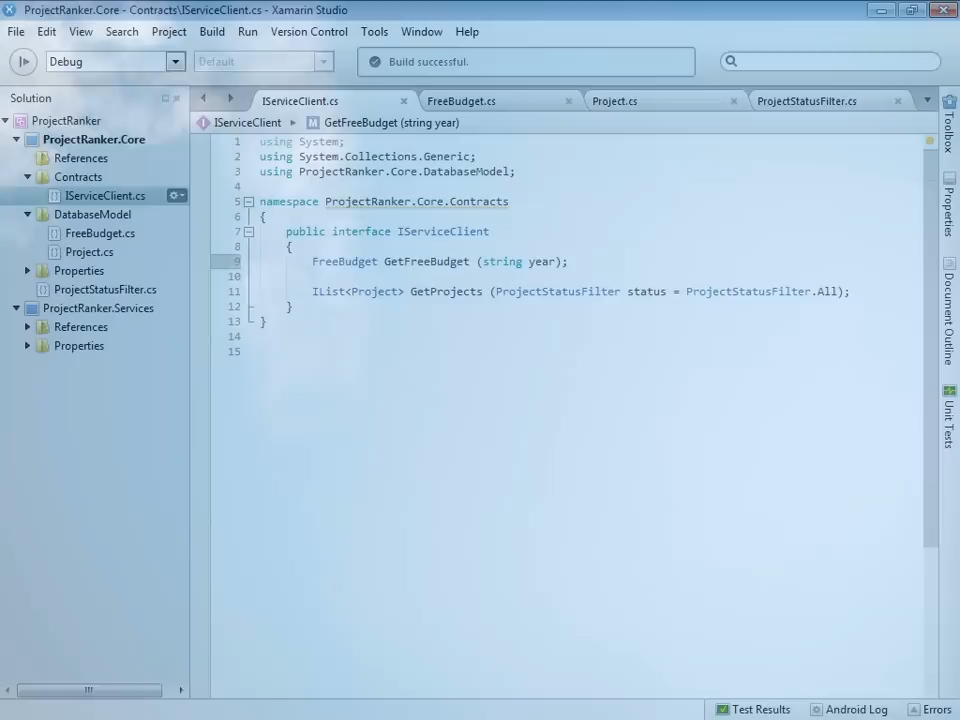 ProjectRanker.Core - Contracts\IServiceClient.cs - Xamarin Studio
File Edit View Search Project Build Run Version Control Tools Window Help
Debug Default Build successful.
Solution
ProjectRanker
ProjectRanker.Core
References
Contracts
IServiceClient.cs
DatabaseModel
FreeBudget.cs
Project.cs
Properties
ProjectStatusFilter.cs
ProjectRanker.Services
References
Properties
IServiceClient.cs FreeBudget.cs Project.cs ProjectStatusFilter.cs
IServiceClient GetFreeBudget (string year)
1 using System;
2 using System.Collections.Generic;
3 using ProjectRanker.Core.DatabaseModel;
4
5 namespace ProjectRanker.Core.Contracts
6 {
7 public interface IServiceClient
8 {
9 FreeBudget GetFreeBudget (string year);
10
11 IList<Project> GetProjects (ProjectStatusFilter status = ProjectStatusFilter.All);
12 }
13 }
14
15
Toolbox
Properties
Document Outline
Unit Tests
Test Results Android Log Errors